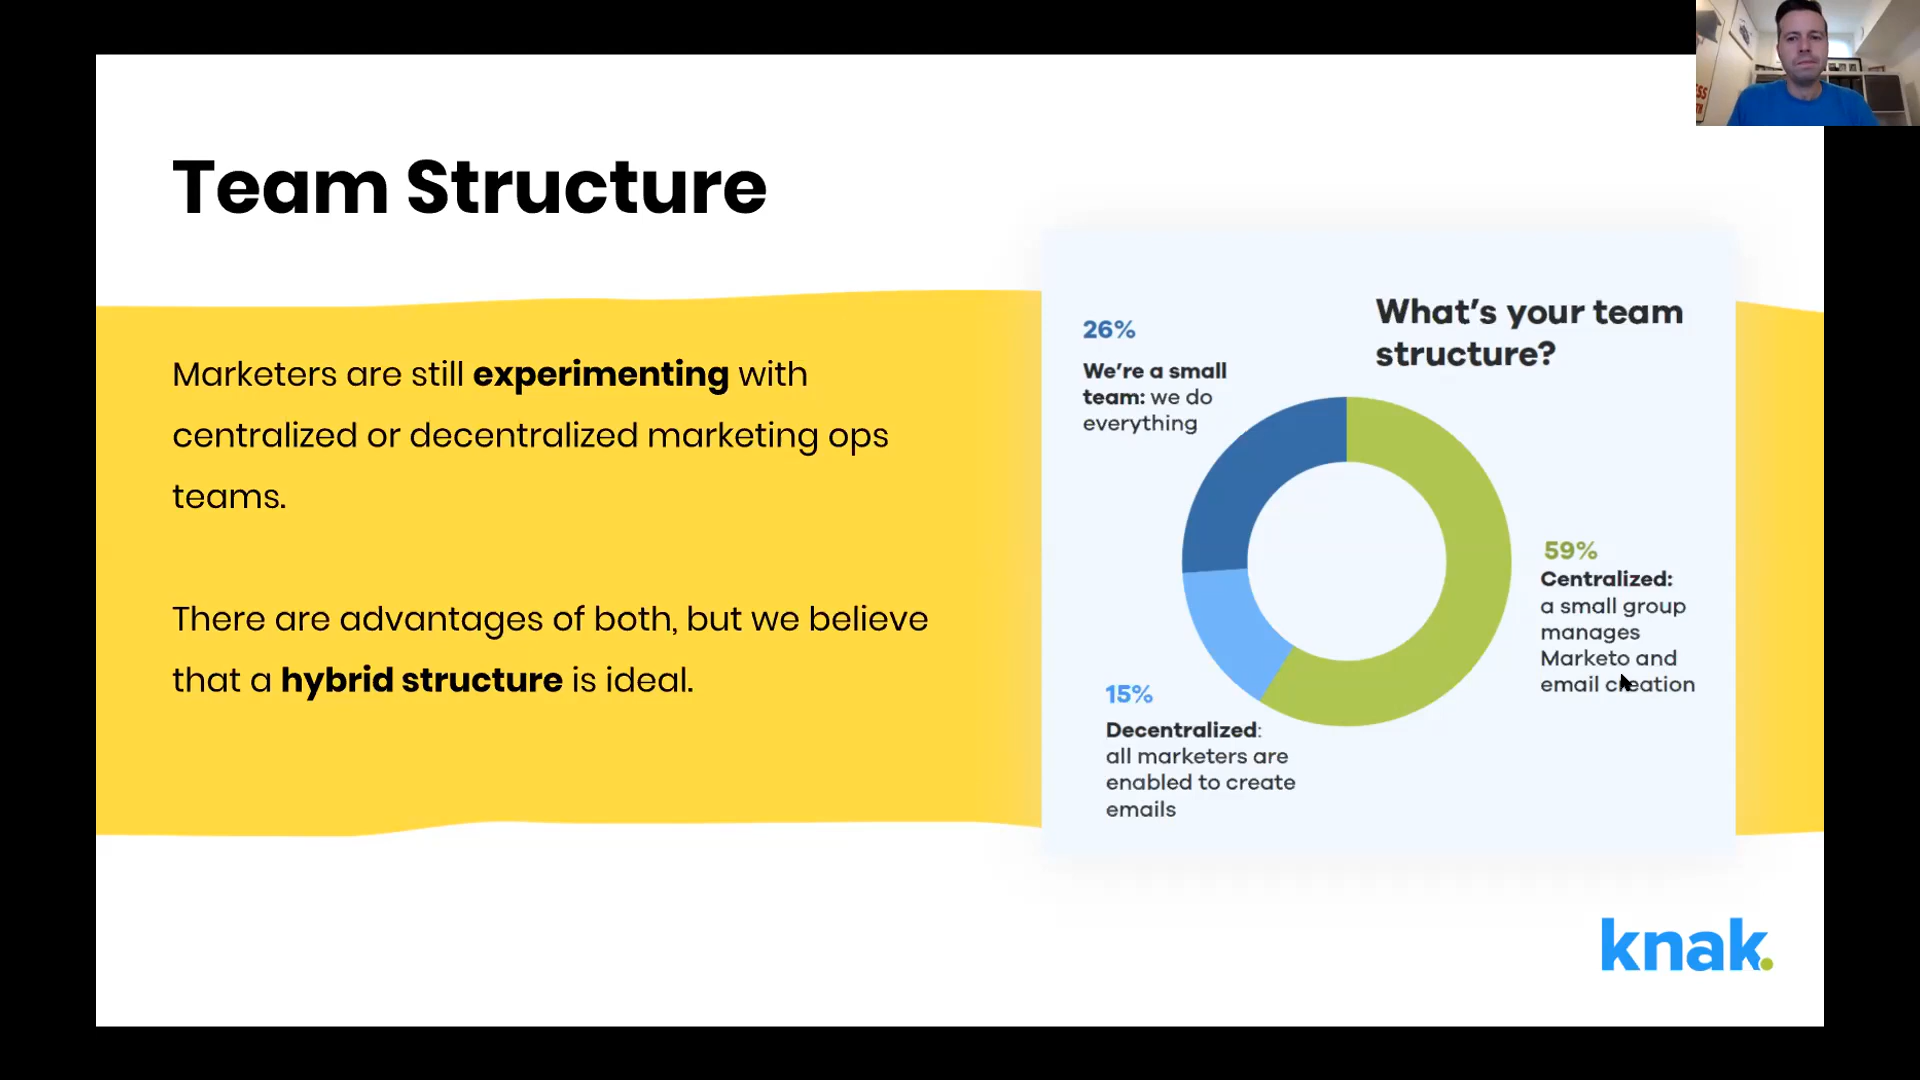 Team Structure
Marketers are still experimenting with
centralized or decentralized marketing ops
teams.
There are advantages of both, but we believe
that a hybrid structure is ideal.
What's your team
structure?
26%
We're a small
team: we do
everything
59%
Centralized:
a small group
manages
Marketo and
email creation
15%
Decentralized:
all marketers are
enabled to create
emails
knak.